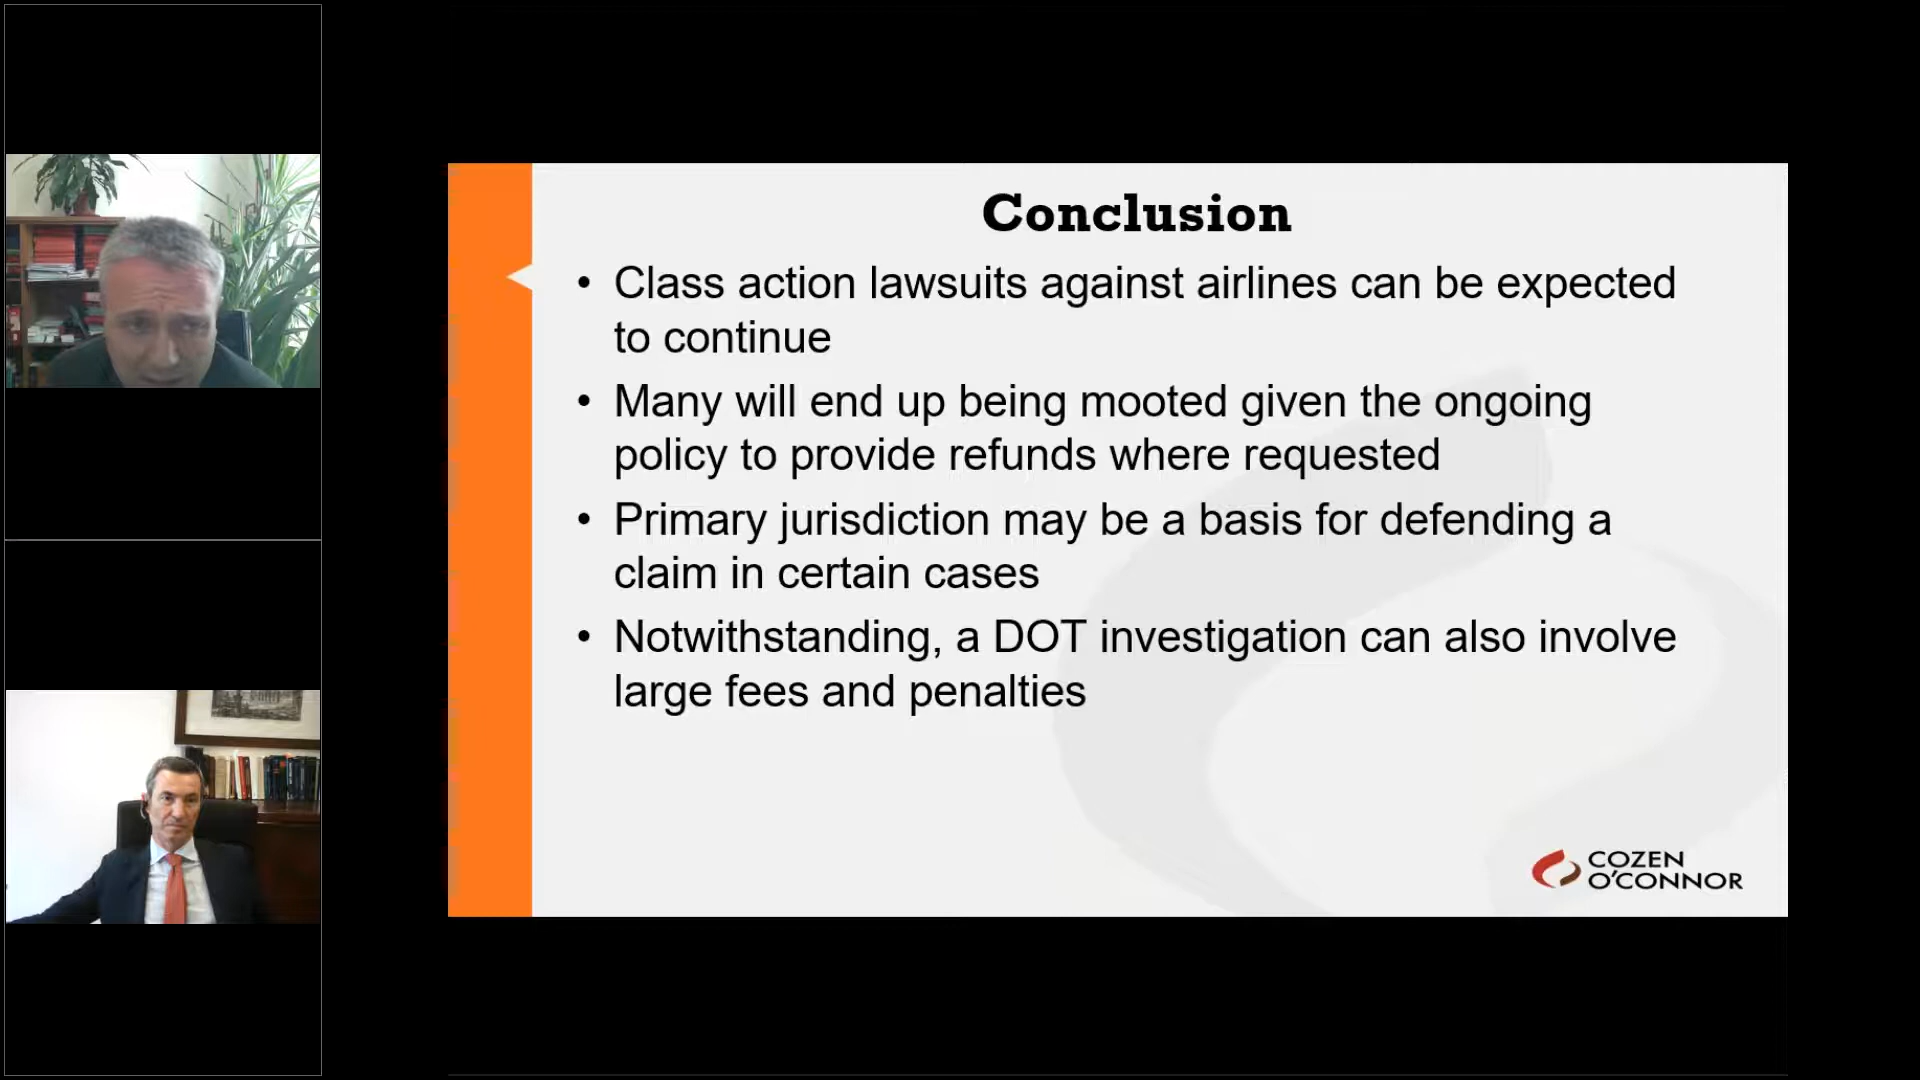 Conclusion
• Class action lawsuits against airlines can be expected
to continue
• Many will end up being mooted given the ongoing
policy to provide refunds where requested
• Primary jurisdiction may be a basis for defending a
claim in certain cases
• Notwithstanding, a DOT investigation can also involve
large fees and penalties
COZEN
O'CONNOR